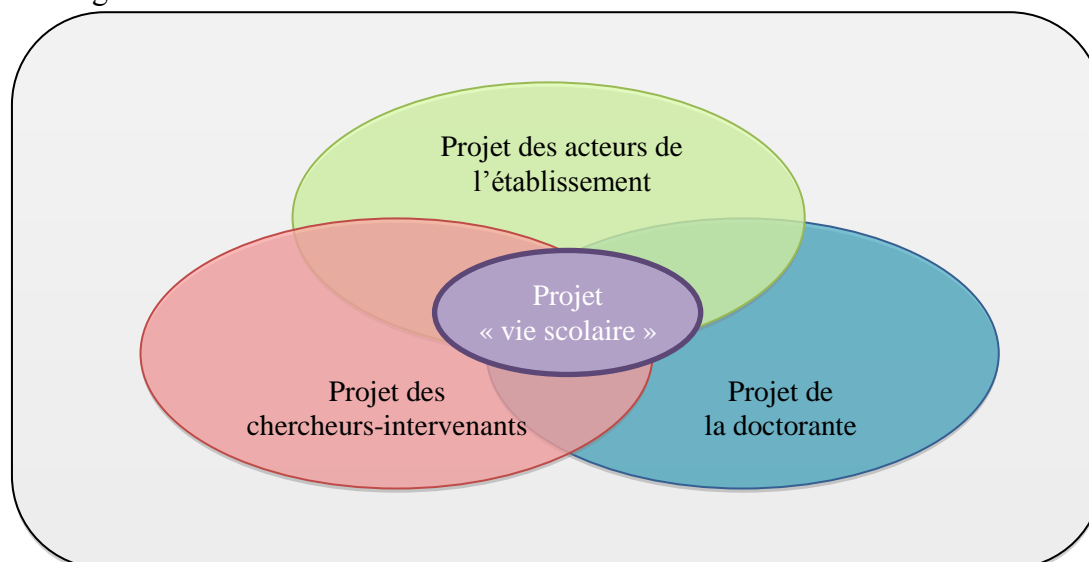 Projet des acteurs de
l’établissement
Projet
« vie scolaire »
Projet des
chercheurs-intervenants
Projet de
la doctorante